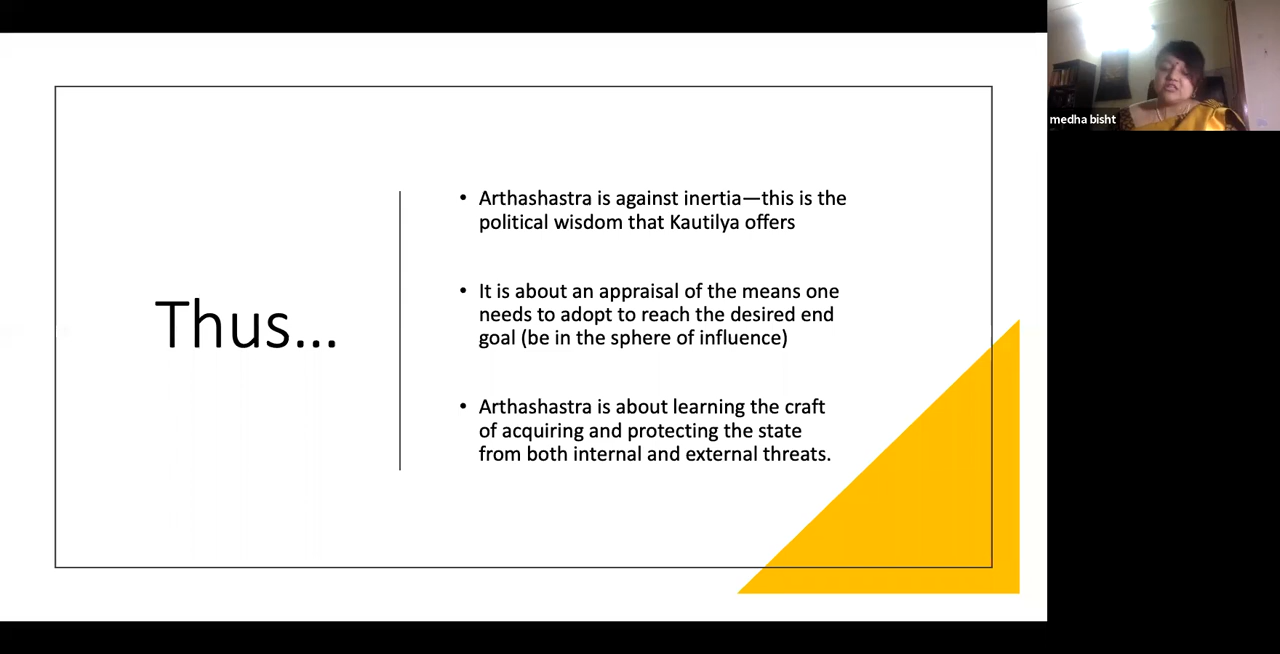 Thus...
• Arthashastra is against inertia—this is the
political wisdom that Kautilya offers
• It is about an appraisal of the means one
needs to adopt to reach the desired end
goal (be in the sphere of influence)
• Arthashastra is about learning the craft
of acquiring and protecting the state
from both internal and external threats.
medha bisht